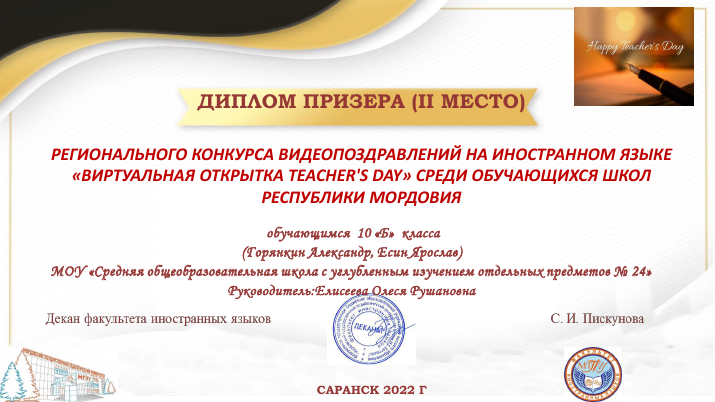 Happy Teacher's Day
ДИПЛОМ ПРИЗЕРА (II МЕСТО)
РЕГИОНАЛЬНОГО КОНКУРСА ВИДЕОПОЗДРАВЛЕНИЙ НА ИНОСТРАННОМ ЯЗЫКЕ
«ВИРТУАЛЬНАЯ ОТКРЫТКА TEACHER'S DAY» СРЕДИ ОБУЧАЮЩИХСЯ ШКОЛ
РЕСПУБЛИКИ МОРДОВИЯ
обучающимся 10 «Б» класса
(Горянкин Александр, Есин Ярослав)
МОУ «Средняя общеобразовательная школа с углубленным изучением отдельных предметов № 24»
Руководитель:Елисеева Олеся Рушановна
Декан факультета иностранных языков
С. И. Пискунова
ДЕКАНАТ
САРАНСК 2022 Г